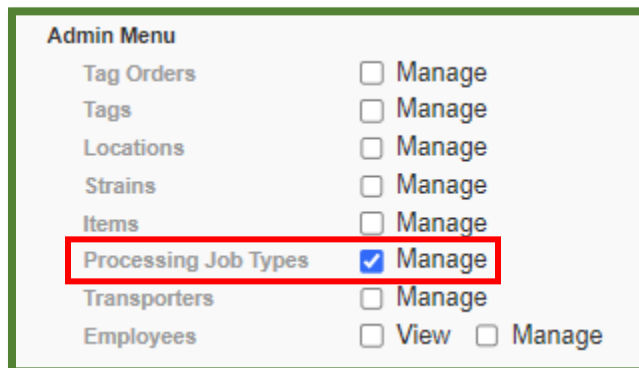 Admin Menu
Tag Orders Manage
Tags Manage
Locations Manage
Strains Manage
Items Manage
Processing Job Types Manage
Transporters Manage
Employees View Manage